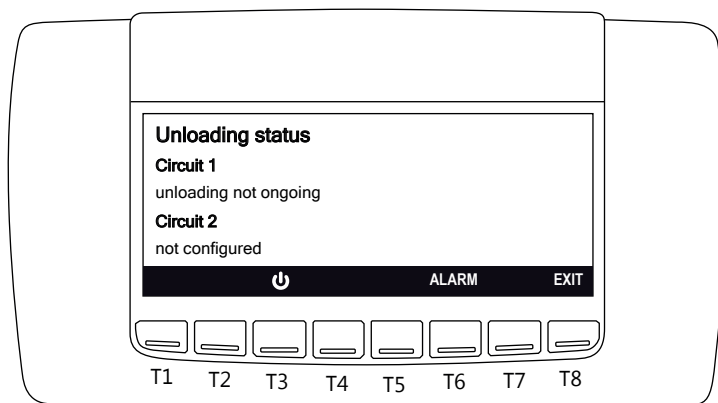 Unloading status
Circuit 1
unloading not ongoing
Circuit 2
not configured
ALARM EXIT
T1 T2 T3 T4 T5 T6 T7 T8